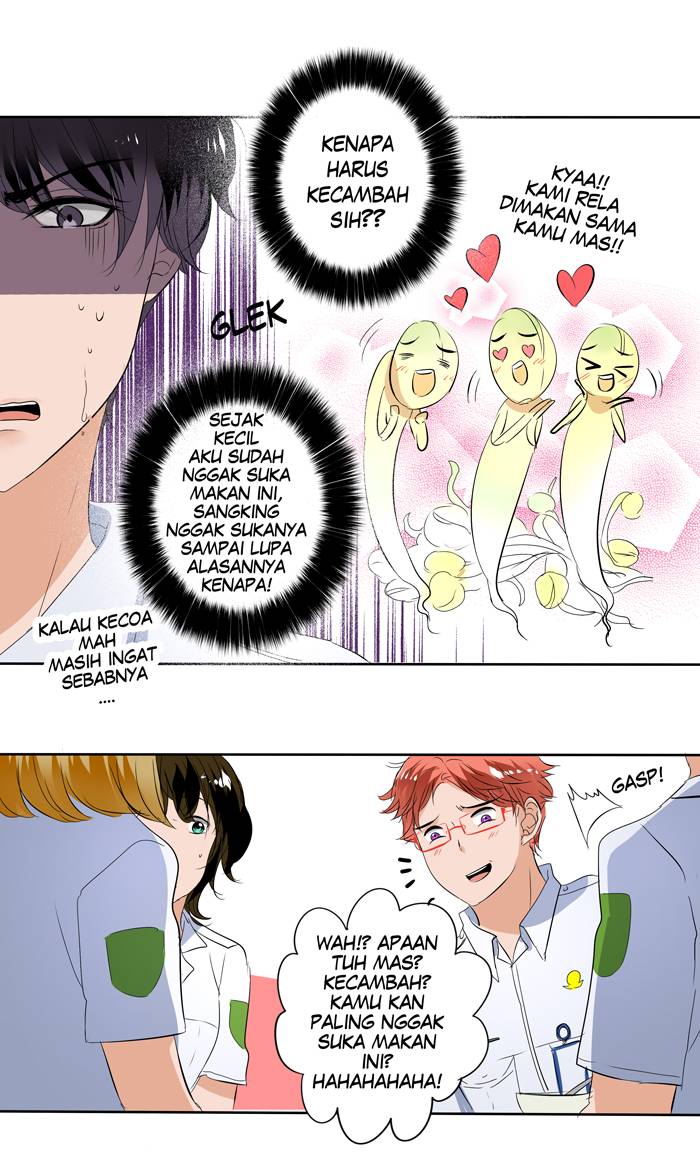 KENAPA
HARUS
KECAMBAH
SIH??
KYAA!!
KAMI RELA
DIMAKAN SAMA
KAMU MAS!!
GLEK
SEJAK
KECIL
AKU SUDAH
NGGAK SUKA
MAKAN INI,
SANGKING
NGGAK SUKANYA
SAMPAI LUPA
ALASANNYA
KENAPA!
KALAU KECOA
MAH
MASIH INGAT
SEBABNYA
....
GASP!
WAH!? APAAN
TUH MAS?
KECAMBAH?
KAMU KAN
PALING NGGAK
SUKA MAKAN
INI?
HAHAHAHAHA!